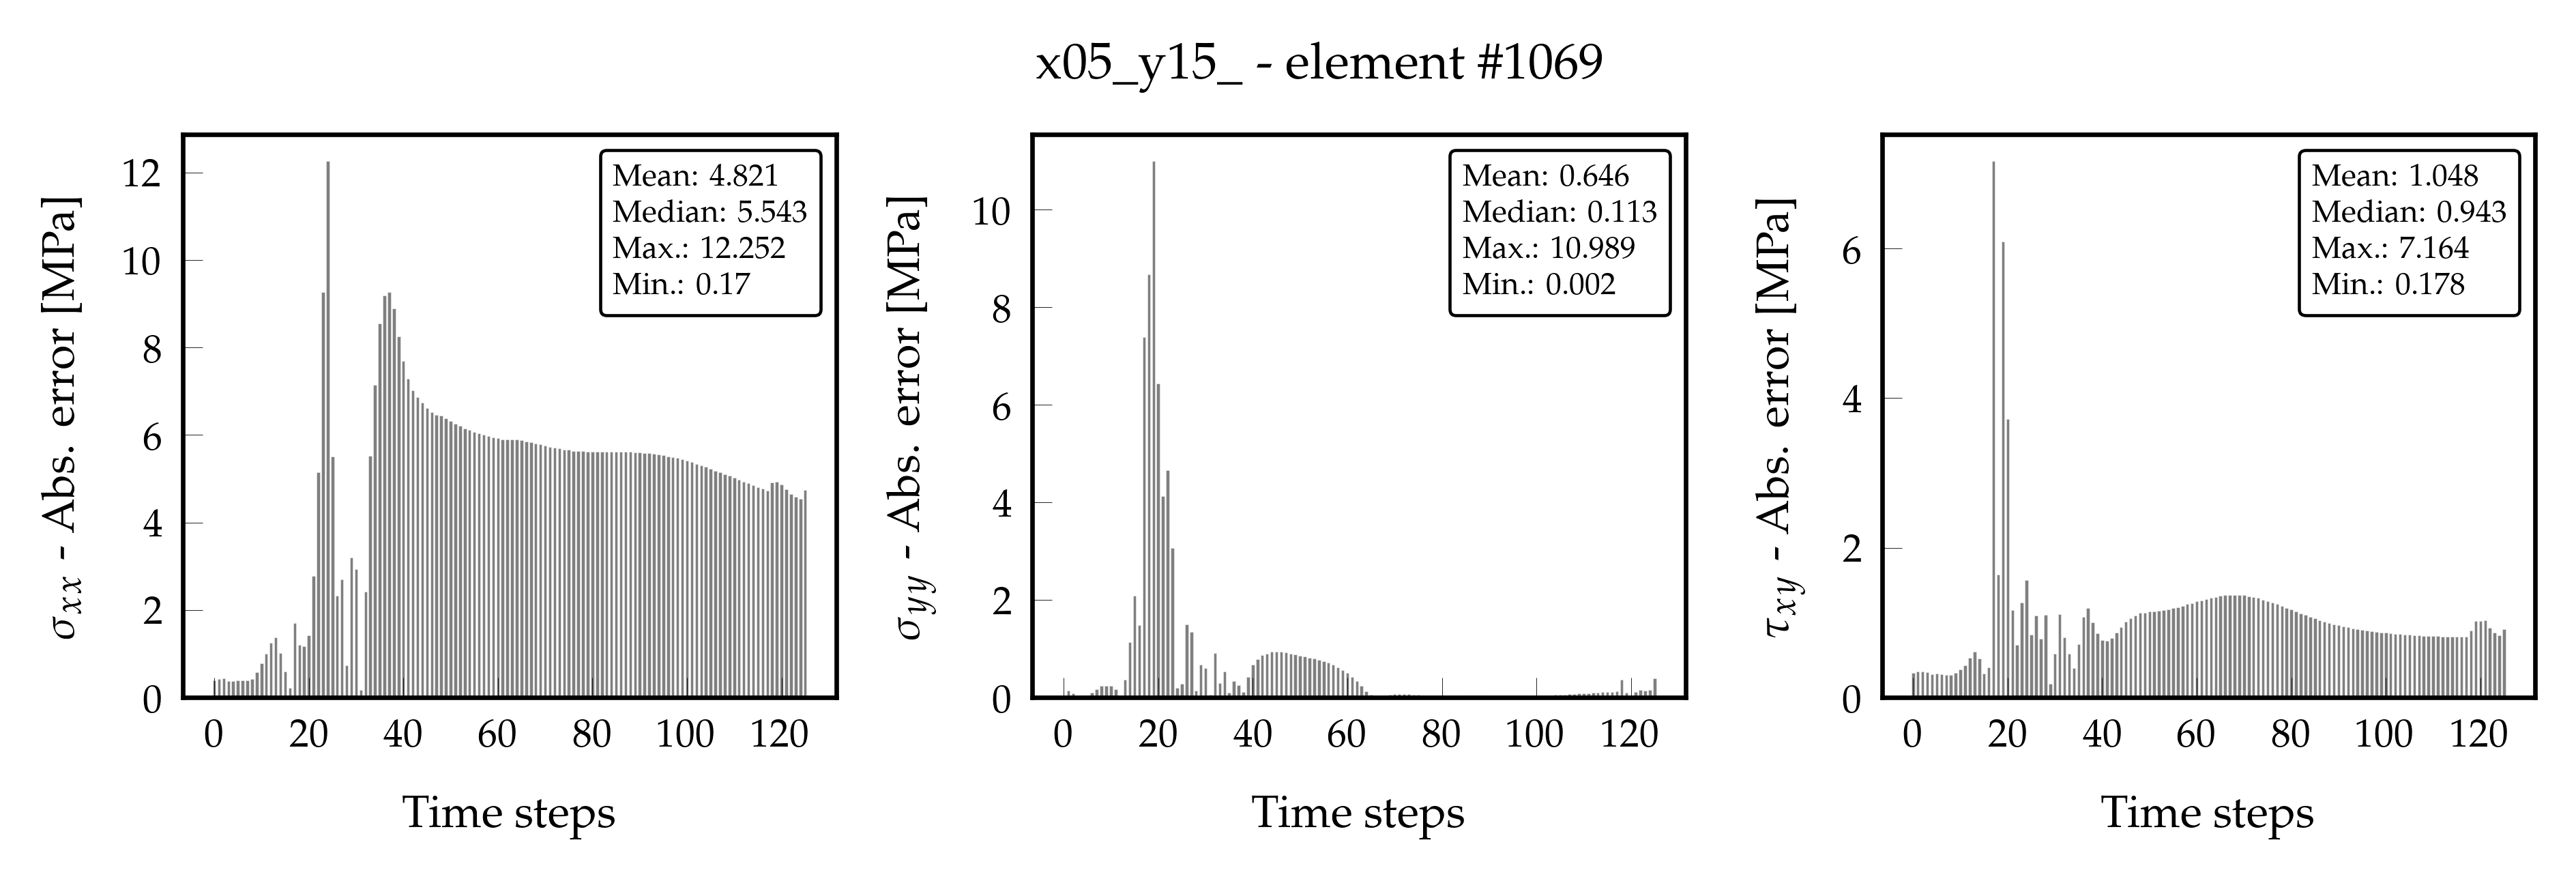 x05_y15_ - element #1069
σxx - Abs. error [MPa]
12
10
8
6
4
2
0
0 20 40 60 80 100 120
Time steps
Mean: 4.821
Median: 5.543
Max.: 12.252
Min.: 0.17
σyy - Abs. error [MPa]
10
8
6
4
2
0
0 20 40 60 80 100 120
Time steps
Mean: 0.646
Median: 0.113
Max.: 10.989
Min.: 0.002
τxy - Abs. error [MPa]
6
4
2
0
0 20 40 60 80 100 120
Time steps
Mean: 1.048
Median: 0.943
Max.: 7.164
Min.: 0.178